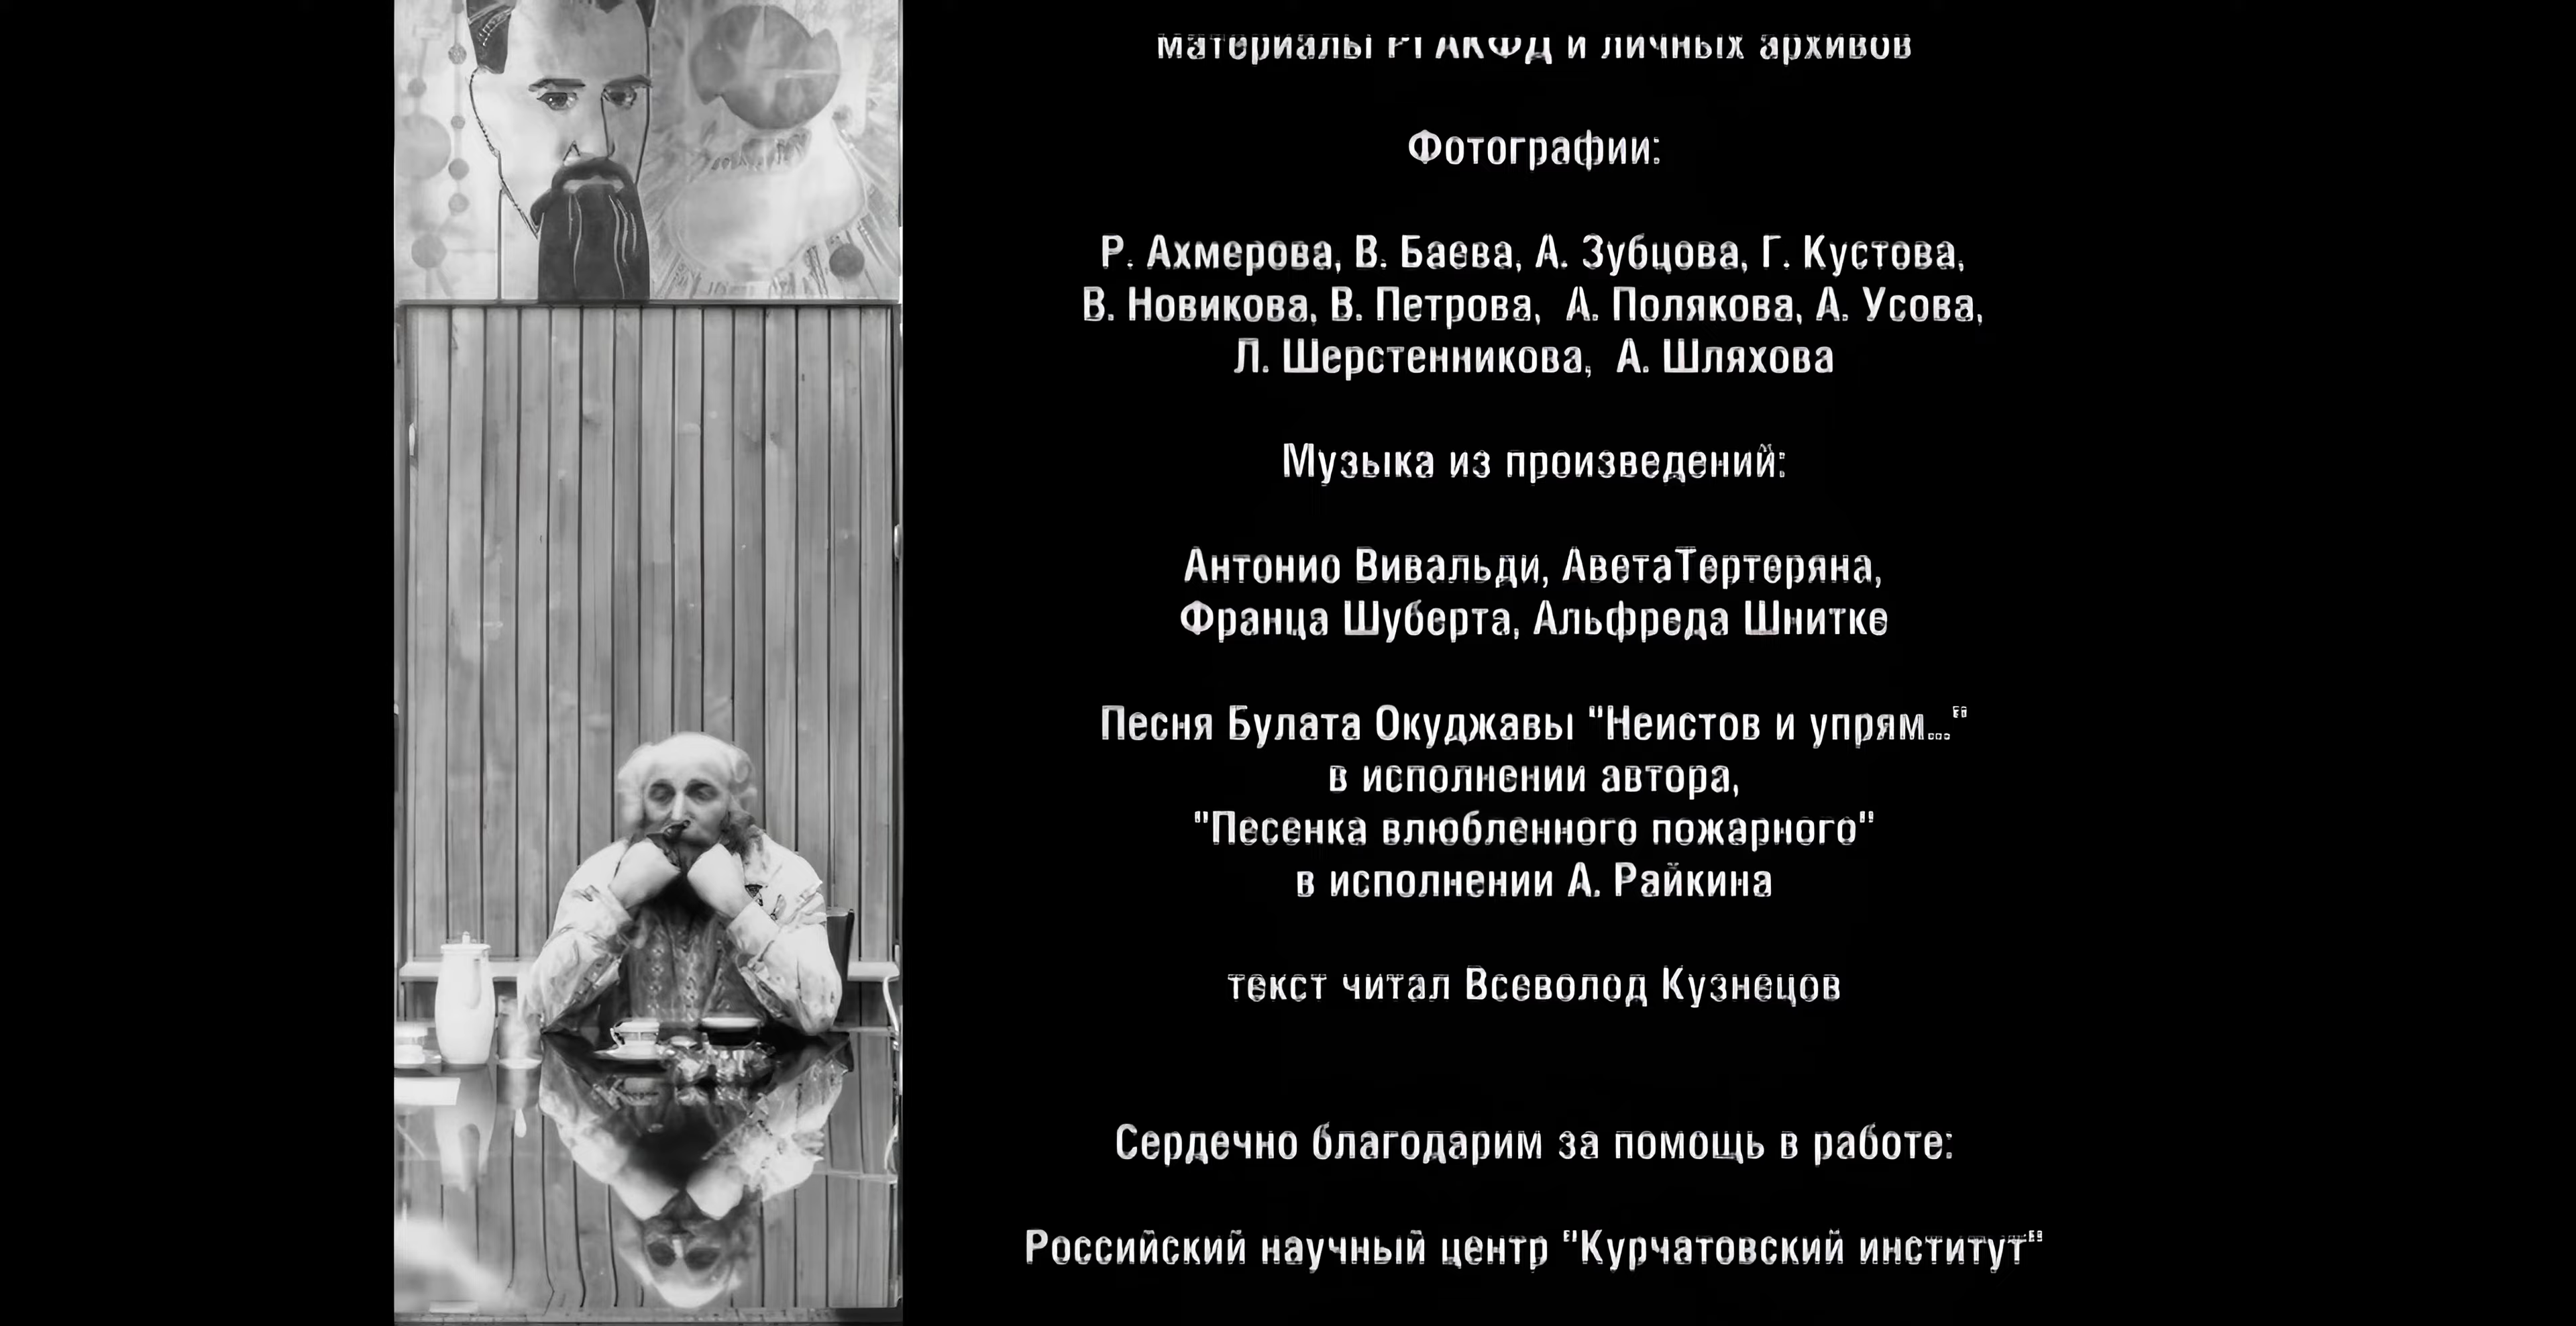 материалы РГАКФД и личных архивов
Фотографии:
Р. Ахмерова, В. Баева, А. Зубцова, Г. Кустова,
В. Новикова, В. Петрова, А. Полякова, А. Усова,
Л. Шерстенникова, А. Шляхова
Музыка из произведений:
Антонио Вивальди, АветаТертеряна,
Франца Шуберта, Альфреда Шнитке
Песня Булата Окуджавы "Неистов и упрям..."
в исполнении автора,
"Песенка влюбленного пожарного"
в исполнении А. Райкина
текст читал Всеволод Кузнецов
Сердечно благодарим за помощь в работе:
Российский научный центр "Курчатовский институт"